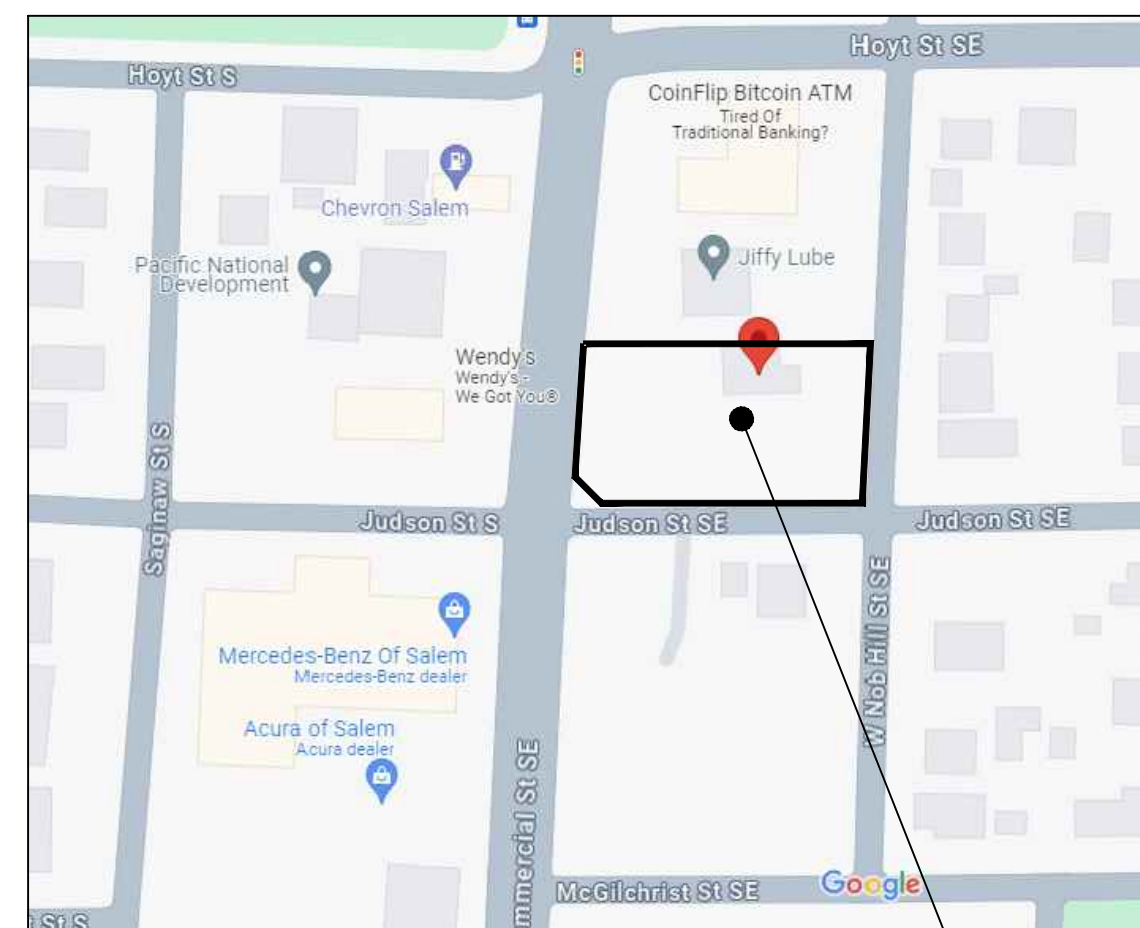 Hoyt St SE
Hoyt St S
CoinFlip Bitcoin ATM
Tired Of
Traditional Banking?
Chevron Salem
Jiffy Lube
Pacific National
Development
Wendy's
Wendy's -
We Got You®
Saginaw St S
Judson St S
Judson St SE
Judson St SE
W Nob Hill St SE
Mercedes-Benz Of Salem
Mercedes-Benz dealer
Acura of Salem
Acura dealer
mmercial St SE
McGilchrist St SE
Google
t St S